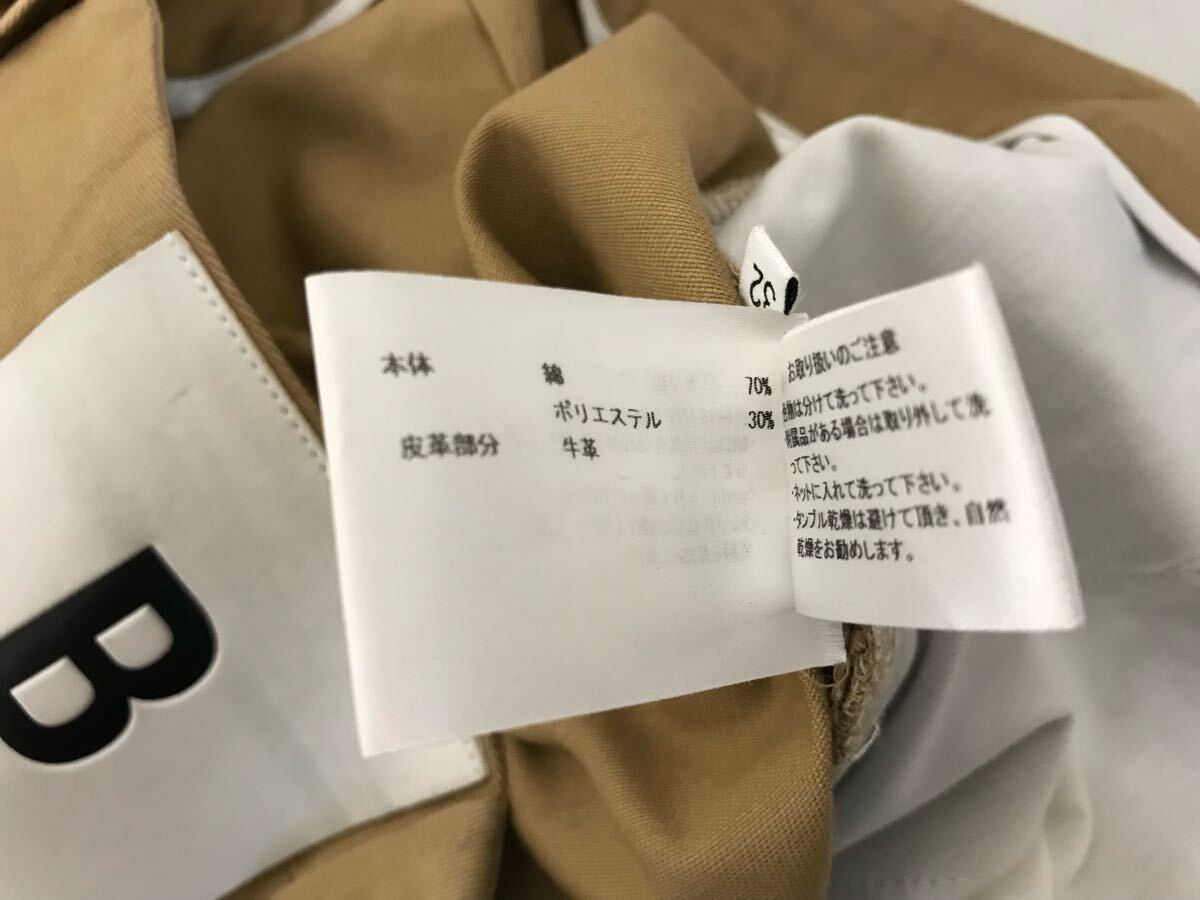 本体 綿 70%
ポリエステル 30%
皮革部分 牛革
お取り扱いのご注意
色物は分けて洗って下さい。
附属品がある場合は取り外して洗
って下さい。
・ネットに入れて洗って下さい。
・タンブル乾燥は避けて頂き、自然
乾燥をお勧めします。
B